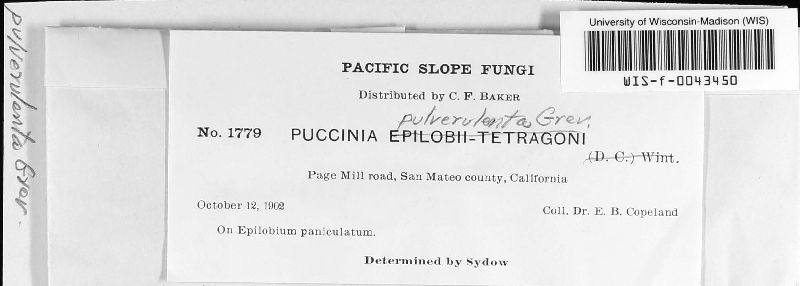 University of Wisconsin-Madison (WIS)
WIS-f-0043450
pulverulenta Grev.
PACIFIC SLOPE FUNGI
Distributed by C. F. BAKER
pulverulenta Grev.
No. 1779 PUCCINIA EPILOBII-TETRAGONI
(D. C.) Wint.
Page Mill road, San Mateo county, California
October 12, 1902 Coll. Dr. E. B. Copeland
On Epilobium paniculatum.
Determined by Sydow